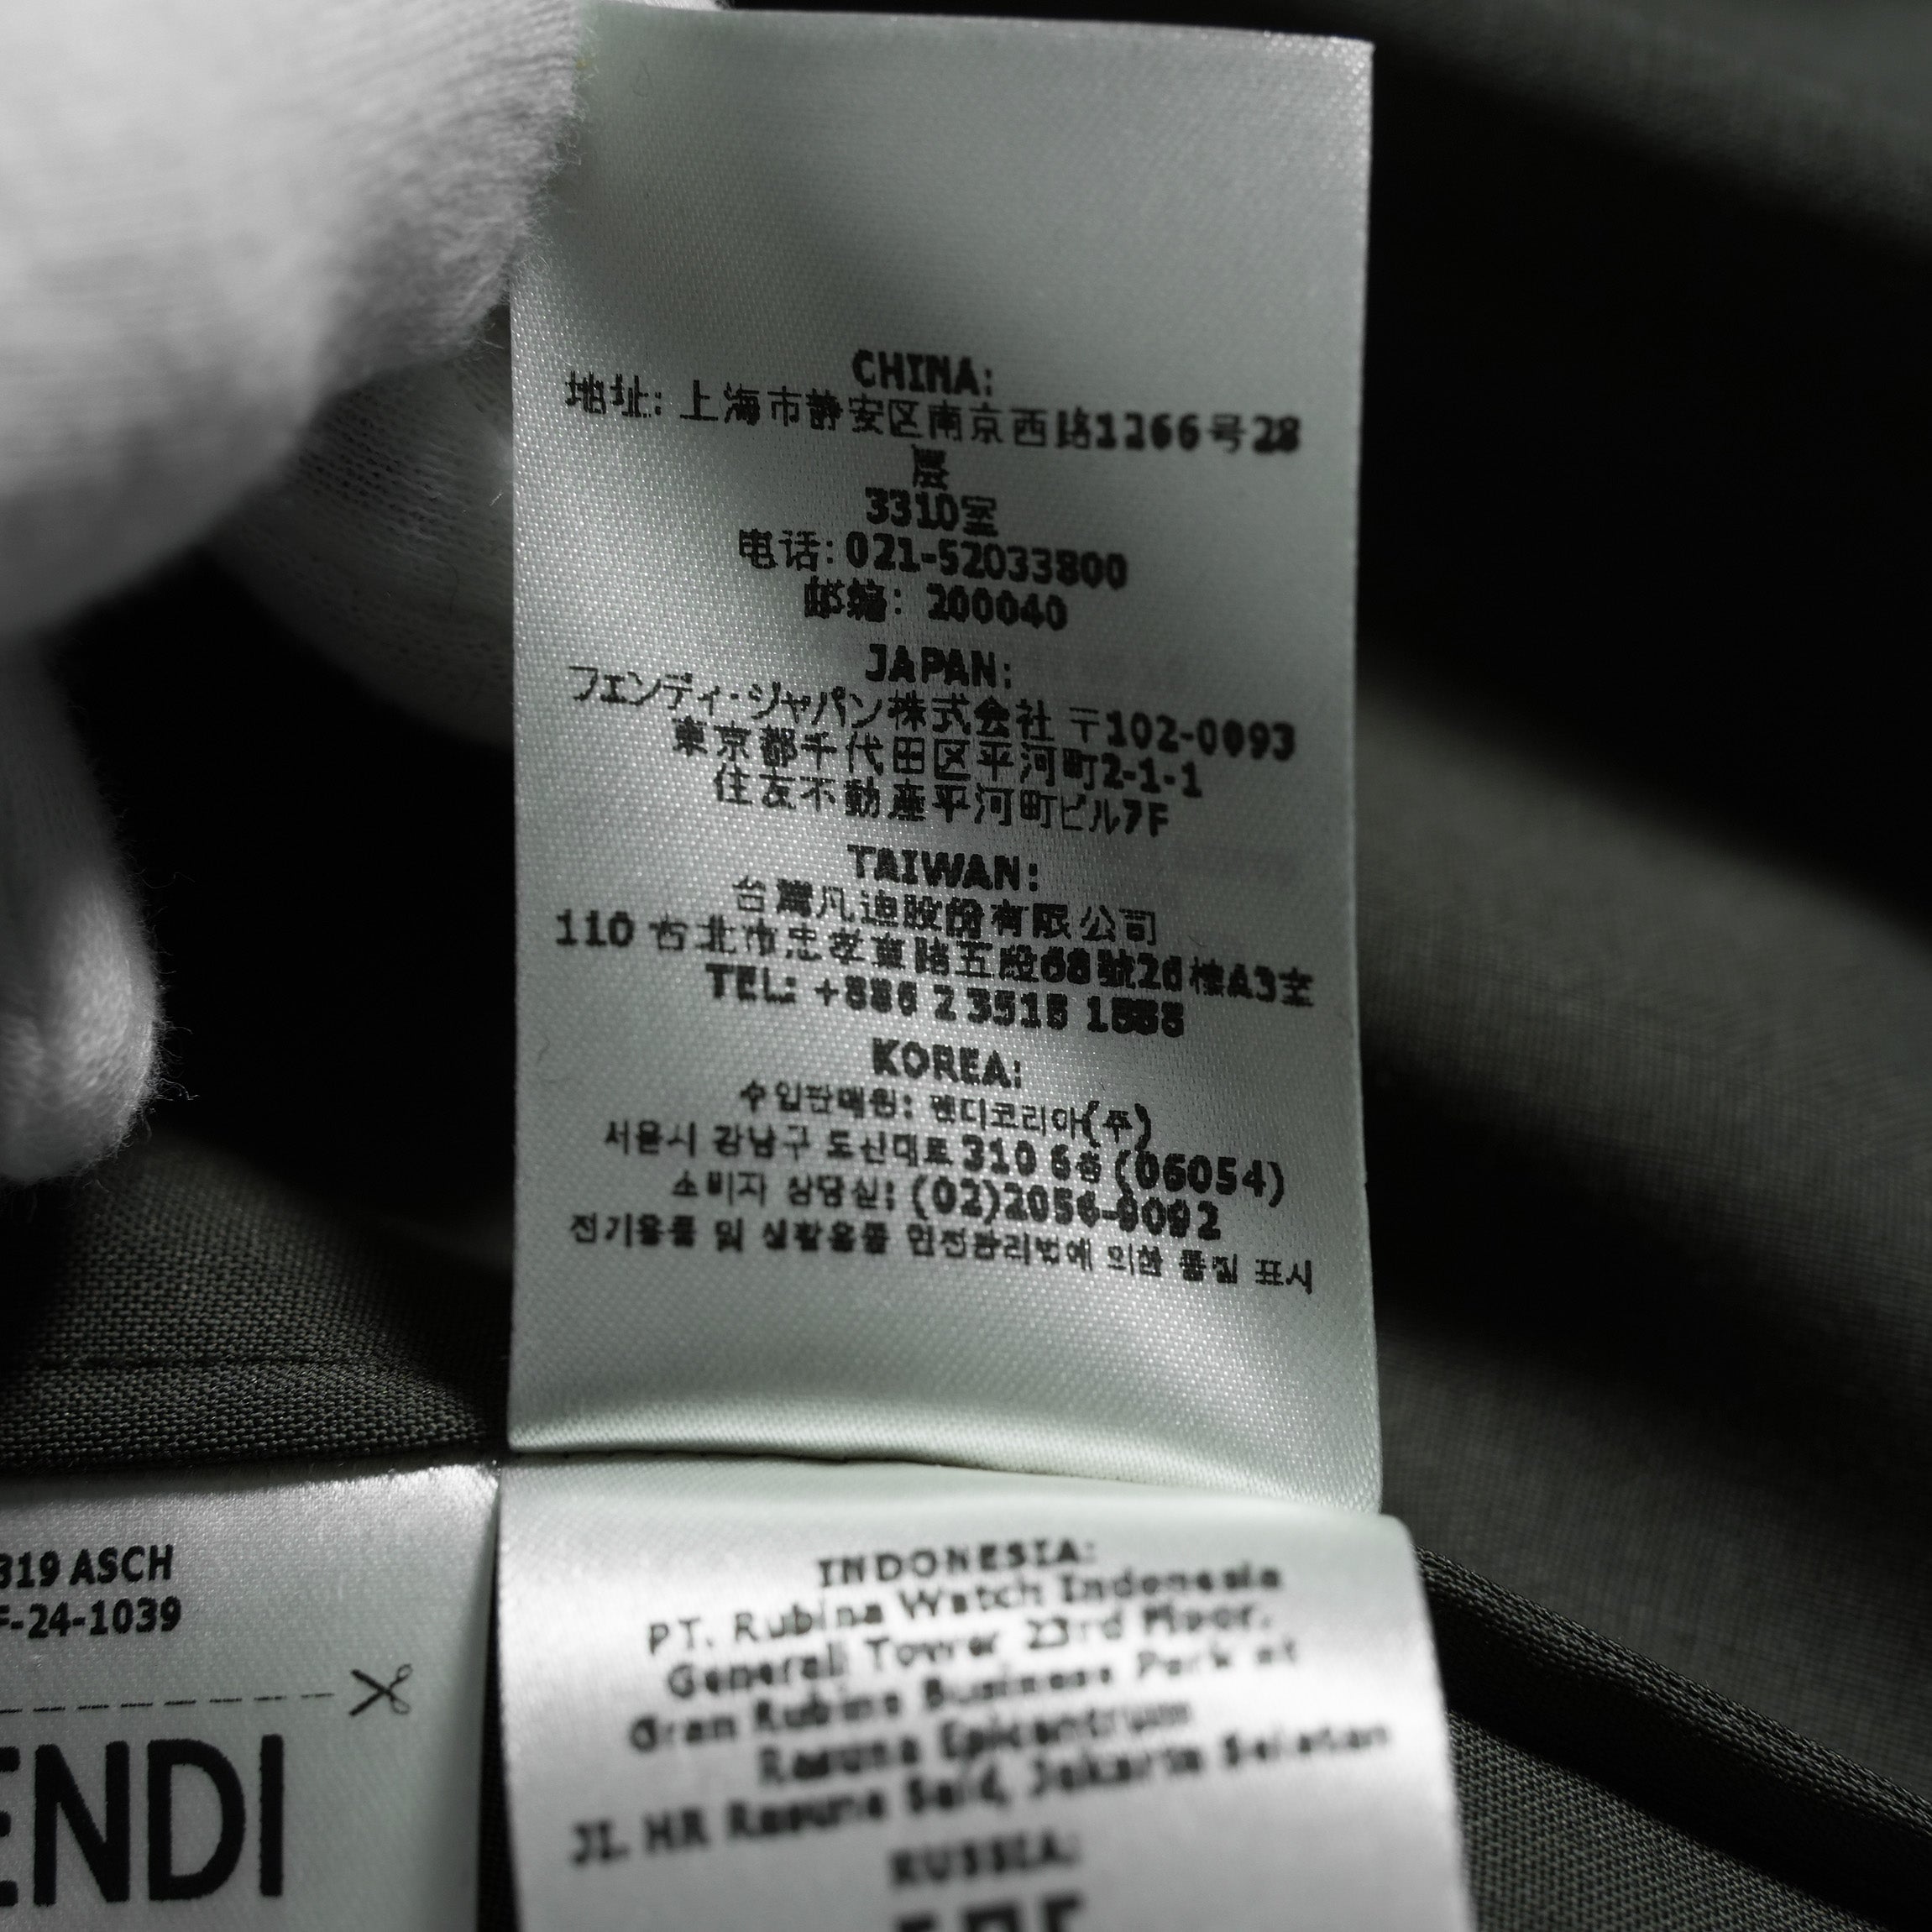 CHINA:
地址: 上海市静安区南京西路1266号28
层
3310室
电话: 021-52033800
邮编: 200040
JAPAN:
フェンディ・ジャパン株式会社 〒102-0093
東京都千代田区平河町2-1-1
住友不動産平河町ビル7F
TAIWAN:
台灣凡迪股份有限公司
110 台北市忠孝東路五段68號26樓A3室
TEL: +886 2 3518
KOREA:
수입판매원: 펜디코리아(주)
서울시 강남구 도산대로 310 6층 (06054)
소비자 상담실: (02)2056-9092
전기용품 및 생활용품 안전관리법에 의한 품질 표시
319 ASCH
F-24-1039
ENDI
INDONESIA:
PT. Rubina Watch Indonesia
Generali Tower 23rd Floor.
Gran Rubina Business Park at
Rasuna Epicentrum
JL. HR Rasuna Said, Jakarta Selatan
RUSSIA: